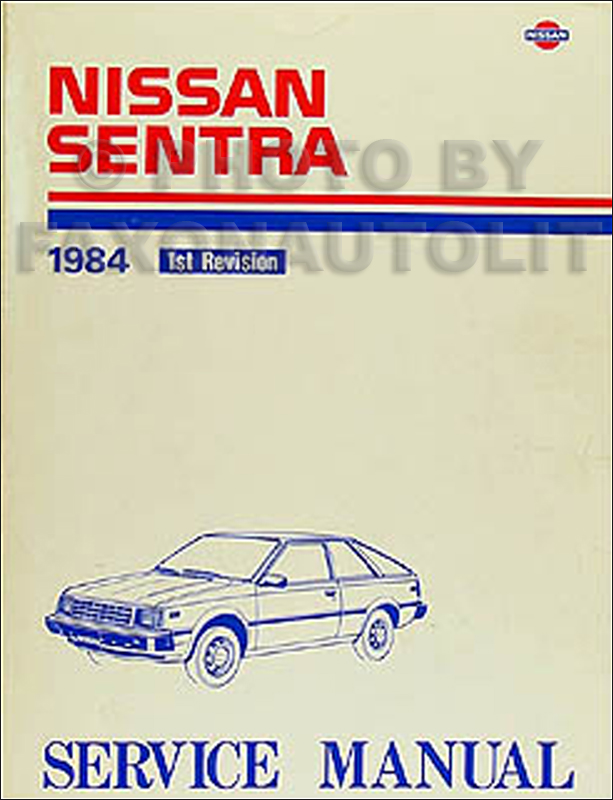 NISSAN
NISSAN
SENTRA
© PHOTO BY
FAXONAUTOLIT
1984 1st Revision
SERVICE MANUAL